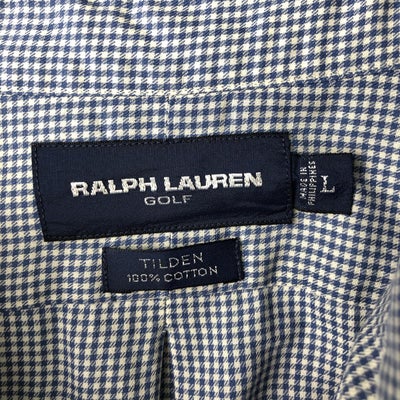 RALPH LAUREN
GOLF
MADE IN
PHILIPPINES
L
TILDEN
100% COTTON